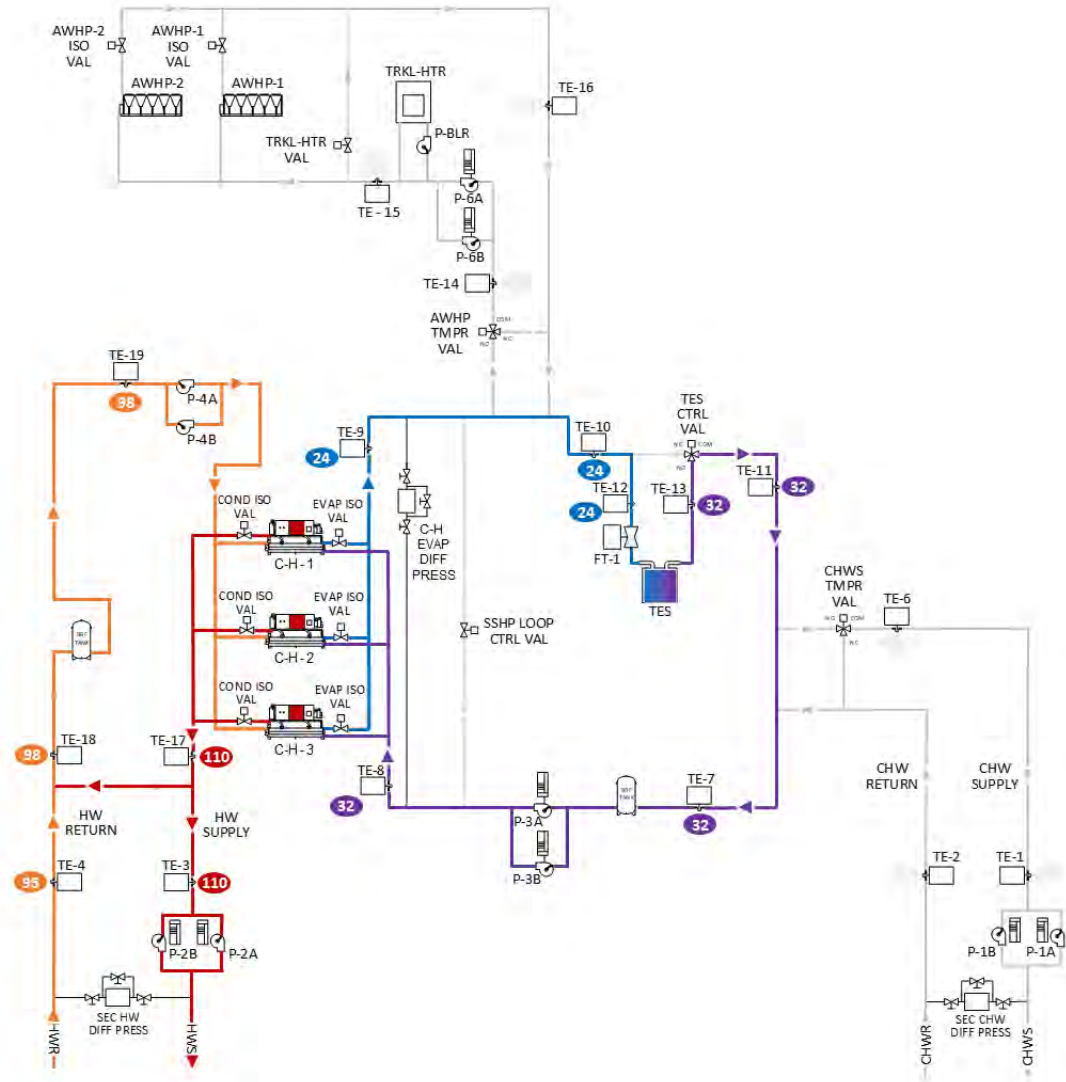 AWHP-2
ISO
VAL
AWHP-1
ISO
VAL
AWHP-2
AWHP-1
TRKL-HTR
P-BLR
TRKL-HTR
VAL
TE-16
TE - 15
P-6A
P-6B
TE-14
AWHP
TMPR
VAL
COM
N.C
TE-19
98
P-4A
P-4B
TE-9
24
TE-10
24
TES
CTRL
VAL
N.C
COM
TE-11
32
TE-12
24
TE-13
32
FT-1
TES
COND ISO
VAL
EVAP ISO
VAL
C-H-1
C-H
EVAP
DIFF
PRESS
COND ISO
VAL
EVAP ISO
VAL
C-H-2
SSHP LOOP
CTRL VAL
COND ISO
VAL
EVAP ISO
VAL
C-H-3
CHWS
TMPR
VAL
COM
N.C
TE-6
TANK
98
TE-18
TE-17
110
TE-8
32
P-3A
P-3B
TANK
TE-7
32
HW
RETURN
HW
SUPPLY
CHW
RETURN
CHW
SUPPLY
95
TE-4
TE-3
110
TE-2
TE-1
P-2B
P-2A
P-1B
P-1A
SEC HW
DIFF PRESS
SEC CHW
DIFF PRESS
HWR
HWS
CHWR
CHWS